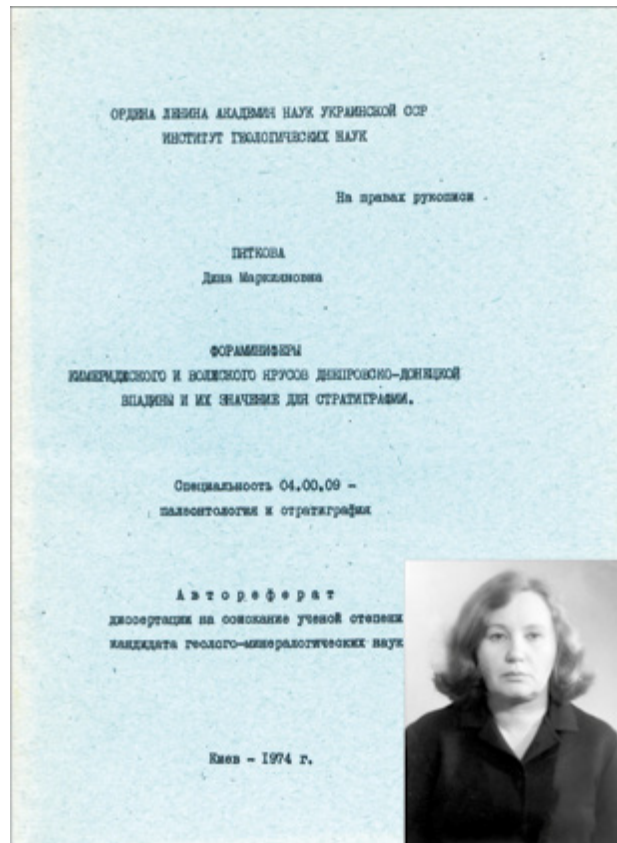 ОРДЕНА ЛЕНИНА АКАДЕМИЯ НАУК УКРАИНСКОЙ ССР
ИНСТИТУТ ГЕОЛОГИЧЕСКИХ НАУК
На правах рукописи
ПЯТКОВА
Дина Маркияновна
ФОРАМИНИФЕРЫ
КИМЕРИДЖСКОГО И ВОЛЖСКОГО ЯРУСОВ ДНЕПРОВСКО-ДОНЕЦКОЙ
ВПАДИНЫ И ИХ ЗНАЧЕНИЕ ДЛЯ СТРАТИГРАФИИ.
Специальность 04.00.09 -
палеонтология и стратиграфия
Автореферат
диссертации на соискание ученой степени
кандидата геолого-минералогических наук
Киев - 1974 г.